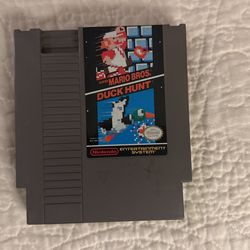 SUPER
MARIO BROS.
DUCK HUNT
Nintendo
ENTERTAINMENT
SYSTEM